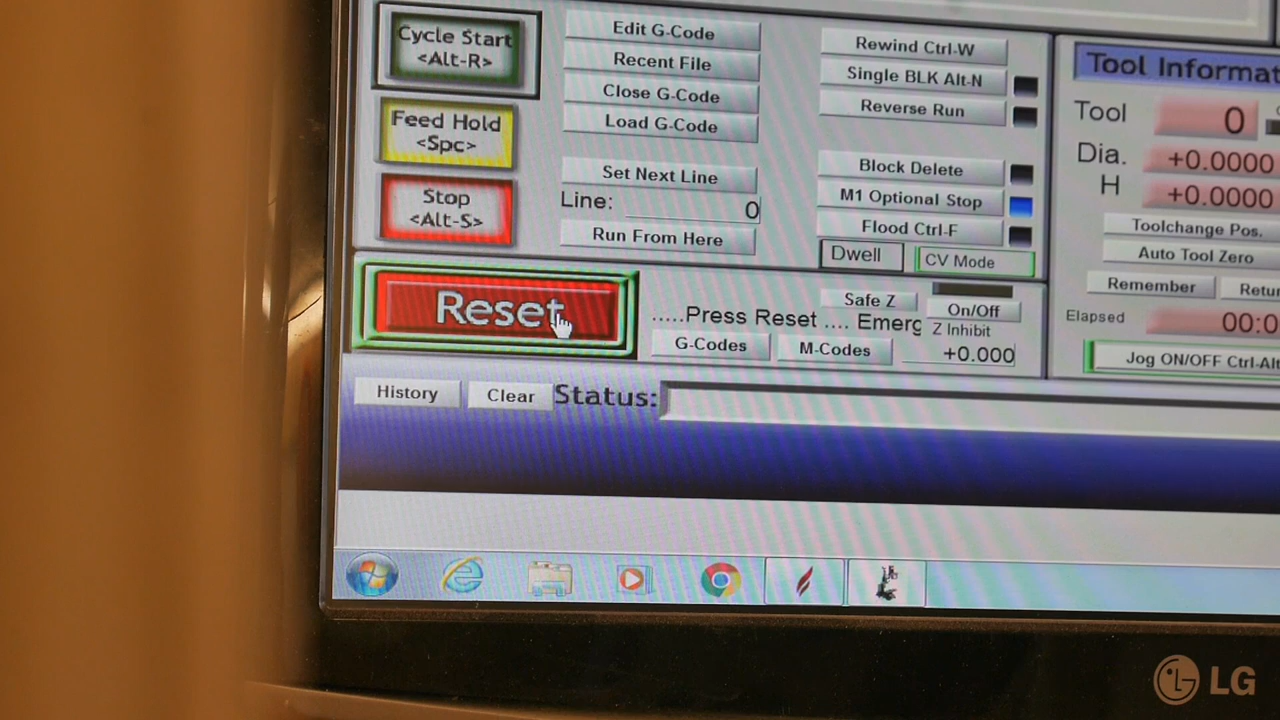 Cycle Start
<Alt-R>
Feed Hold
<Spc>
Stop
<Alt-S>
Edit G-Code
Recent File
Close G-Code
Load G-Code
Set Next Line
Line: 0
Run From Here
Rewind Ctrl-W
Single BLK Alt-N
Reverse Run
Block Delete
M1 Optional Stop
Flood Ctrl-F
Dwell
CV Mode
Tool Informat
Tool 0
Dia. +0.0000
H +0.0000
Toolchange Pos.
Auto Tool Zero
Remember
Retur
Elapsed 00:0
Jog ON/OFF Ctrl-Alt
Reset
.....Press Reset .... Emerg
Safe Z
On/Off
Z Inhibit
+0.000
G-Codes
M-Codes
History
Clear
Status:
LG